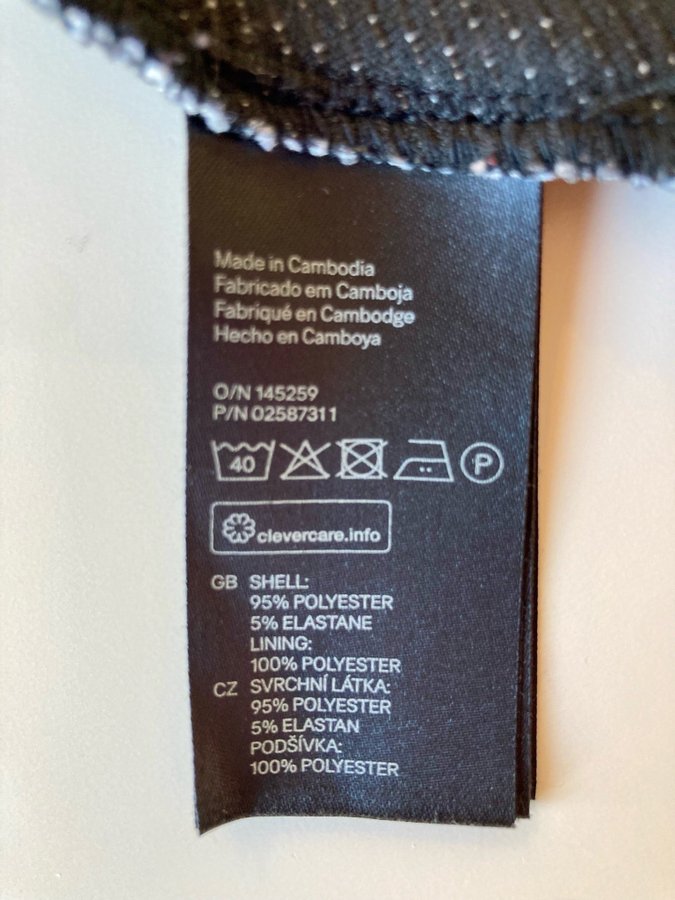 Made in Cambodia
Fabricado em Camboja
Fabriqué en Cambodge
Hecho en Camboya
O/N 145259
P/N 02587311
40 P
clevercare.info
GB SHELL:
95% POLYESTER
5% ELASTANE
LINING:
100% POLYESTER
CZ SVRCHNÍ LÁTKA:
95% POLYESTER
5% ELASTAN
PODŠÍVKA:
100% POLYESTER